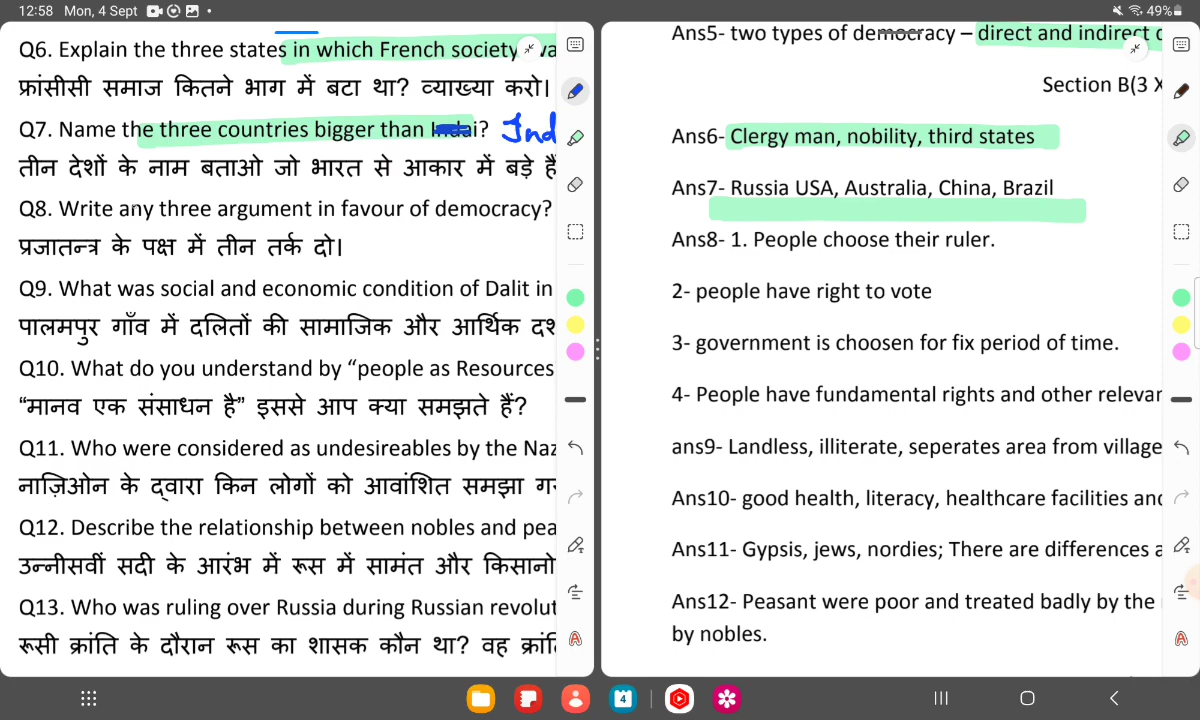 12:58 Mon, 4 Sept
49%
Q6. Explain the three states in which French society
फ्रांसीसी समाज कितने भाग में बटा था? व्याख्या करो।
Q7. Name the three countries bigger than Indai? Ind
तीन देशों के नाम बताओ जो भारत से आकार में बड़े हैं
Q8. Write any three argument in favour of democracy?
प्रजातन्त्र के पक्ष में तीन तर्क दो।
Q9. What was social and economic condition of Dalit in
पालमपुर गाँव में दलितों की सामाजिक और आर्थिक दश
Q10. What do you understand by “people as Resources
“मानव एक संसाधन है” इससे आप क्या समझते हैं?
Q11. Who were considered as undesireables by the Naz
नाज़िओन के द्वारा किन लोगों को आवांशित समझा ग
Q12. Describe the relationship between nobles and pea
उन्नीसवीं सदी के आरंभ में रूस में सामंत और किसानो
Q13. Who was ruling over Russia during Russian revolut
रूसी क्रांति के दौरान रूस का शासक कौन था? वह क्रांति
Ans5- two types of democracy – direct and indirect
Section B(3 X
Ans6- Clergy man, nobility, third states
Ans7- Russia USA, Australia, China, Brazil
Ans8- 1. People choose their ruler.
2- people have right to vote
3- government is choosen for fix period of time.
4- People have fundamental rights and other relevar
ans9- Landless, illiterate, seperates area from village
Ans10- good health, literacy, healthcare facilities and
Ans11- Gypsis, jews, nordies; There are differences
Ans12- Peasant were poor and treated badly by the
by nobles.
4